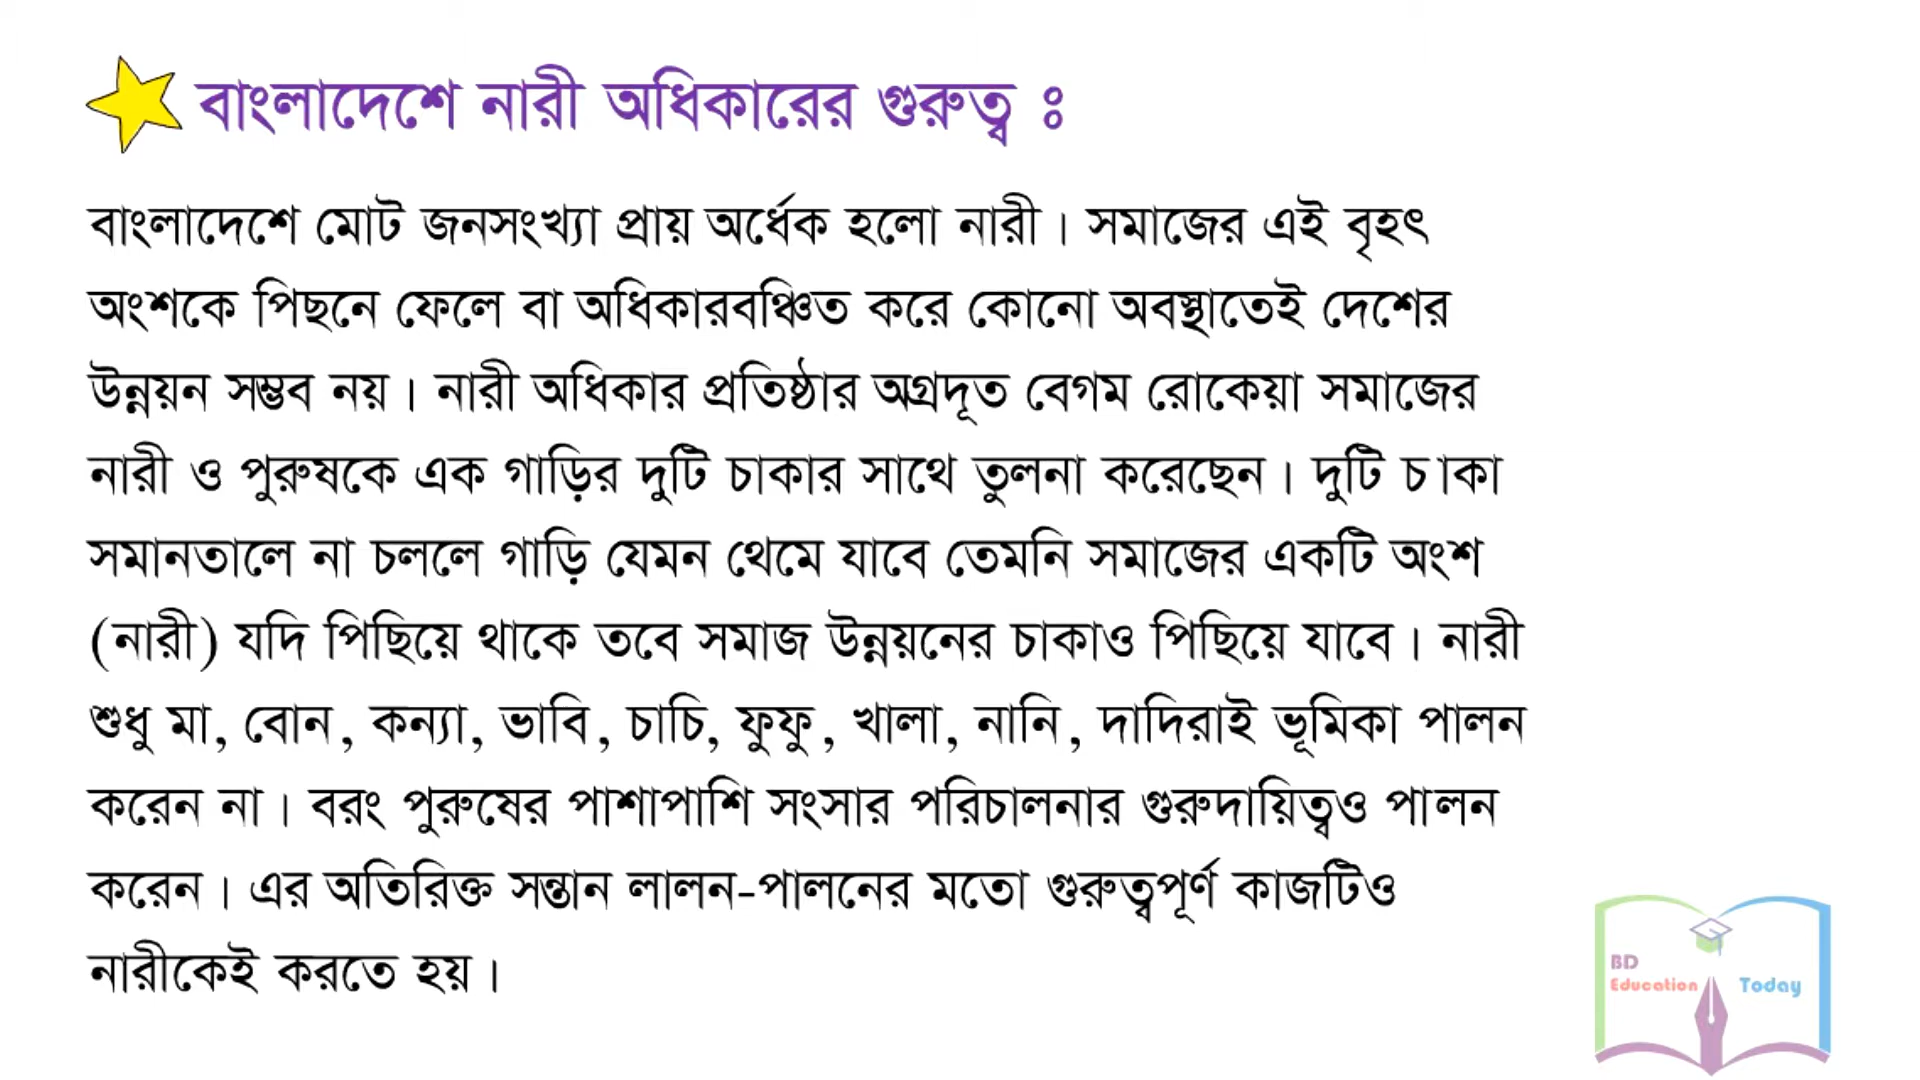 বাংলাদেশে নারী অধিকারের গুরুত্ব ঃ
বাংলাদেশে মোট জনসংখ্যা প্রায় অর্ধেক হলো নারী। সমাজের এই বৃহৎ
অংশকে পিছনে ফেলে বা অধিকারবঞ্চিত করে কোনো অবস্থাতেই দেশের
উন্নয়ন সম্ভব নয়। নারী অধিকার প্রতিষ্ঠার অগ্রদূত বেগম রোকেয়া সমাজের
নারী ও পুরুষকে এক গাড়ির দুটি চাকার সাথে তুলনা করেছেন। দুটি চাকা
সমানতালে না চললে গাড়ি যেমন থেমে যাবে তেমনি সমাজের একটি অংশ
(নারী) যদি পিছিয়ে থাকে তবে সমাজ উন্নয়নের চাকাও পিছিয়ে যাবে। নারী
শুধু মা, বোন, কন্যা, ভাবি, চাচি, ফুফু, খালা, নানি, দাদিরাই ভূমিকা পালন
করেন না। বরং পুরুষের পাশাপাশি সংসার পরিচালনার গুরুদায়িত্বও পালন
করেন। এর অতিরিক্ত সন্তান লালন-পালনের মতো গুরুত্বপূর্ণ কাজটিও
নারীকেই করতে হয়।
BD
Education Today